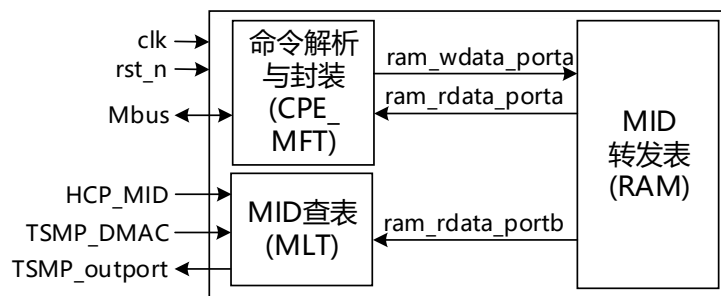 clk
rst_n
Mbus
HCP_MID
TSMP_DMAC
TSMP_outport
命令解析
与封装
(CPE_
MFT)
MID查表
(MLT)
ram_wdata_porta
ram_rdata_porta
ram_rdata_portb
MID
转发表
(RAM)